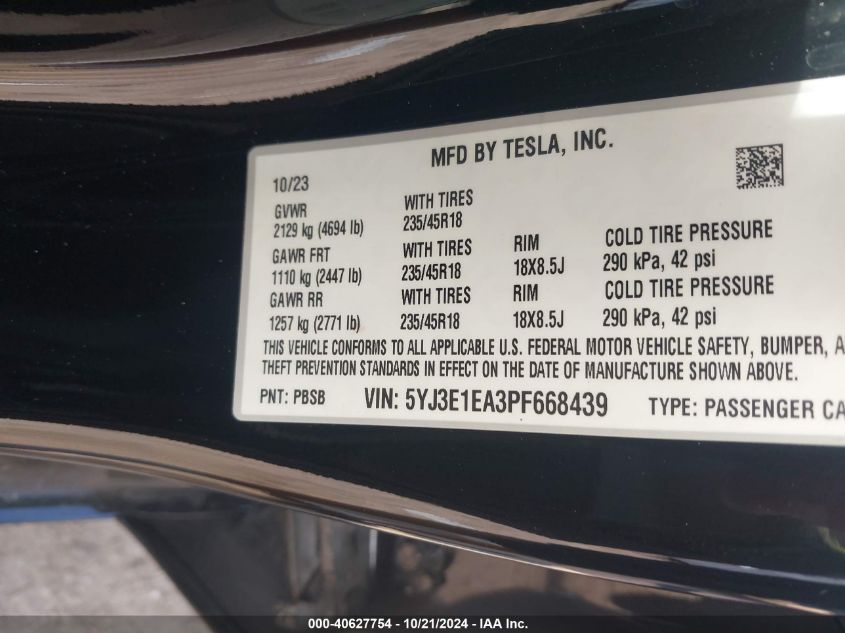 MFD BY TESLA, INC.
10/23
GVWR WITH TIRES
2129 kg (4694 lb) 235/45R18
GAWR FRT WITH TIRES RIM COLD TIRE PRESSURE
1110 kg (2447 lb) 235/45R18 18X8.5J 290 kPa, 42 psi
GAWR RR WITH TIRES RIM COLD TIRE PRESSURE
1257 kg (2771 lb) 235/45R18 18X8.5J 290 kPa, 42 psi
THIS VEHICLE CONFORMS TO ALL APPLICABLE U.S. FEDERAL MOTOR VEHICLE SAFETY, BUMPER, A
THEFT PREVENTION STANDARDS IN EFFECT ON THE DATE OF MANUFACTURE SHOWN ABOVE.
PNT: PBSB VIN: 5YJ3E1EA3PF668439 TYPE: PASSENGER CA
000-40627754 - 10/21/2024 - IAA Inc.